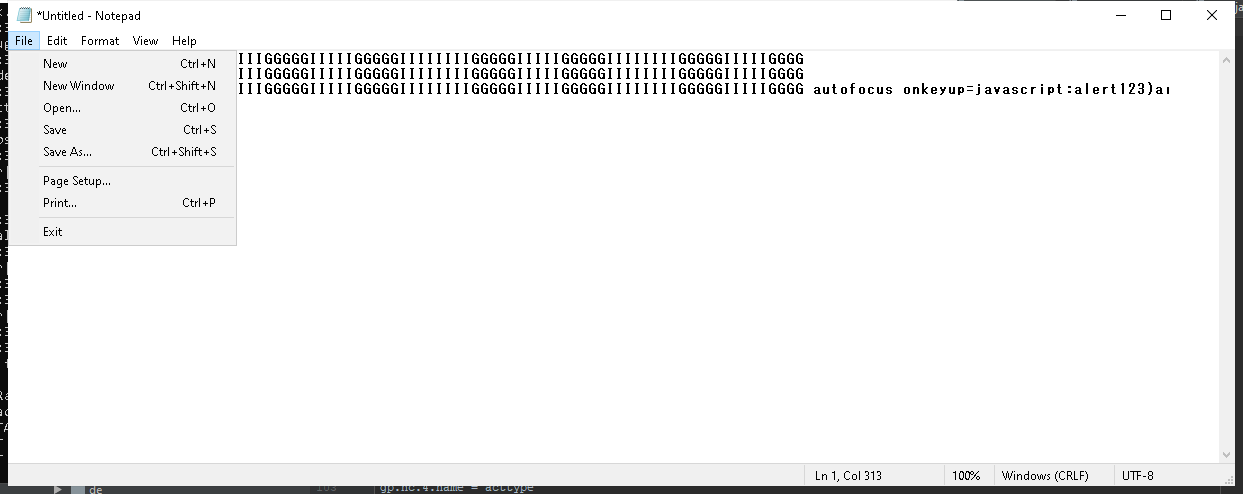 *Untitled - Notepad
File Edit Format View Help
New Ctrl+N
New Window Ctrl+Shift+N
Open... Ctrl+O
Save Ctrl+S
Save As... Ctrl+Shift+S
Page Setup...
Print... Ctrl+P
Exit
IIIGGGGGIIIIIGGGGGIIIIIIIIGGGGGIIIIIGGGGGIIIIIIIIGGGGGIIIIIGGGG
IIIGGGGGIIIIIGGGGGIIIIIIIIGGGGGIIIIIGGGGGIIIIIIIIGGGGGIIIIIGGGG
IIIGGGGGIIIIIGGGGGIIIIIIIIGGGGGIIIIIGGGGGIIIIIIIIGGGGGIIIIIGGGG autofocus onkeyup=javascript:alert123)
Ln 1, Col 313 100% Windows (CRLF) UTF-8
de
gp.nc.4.name = acctype